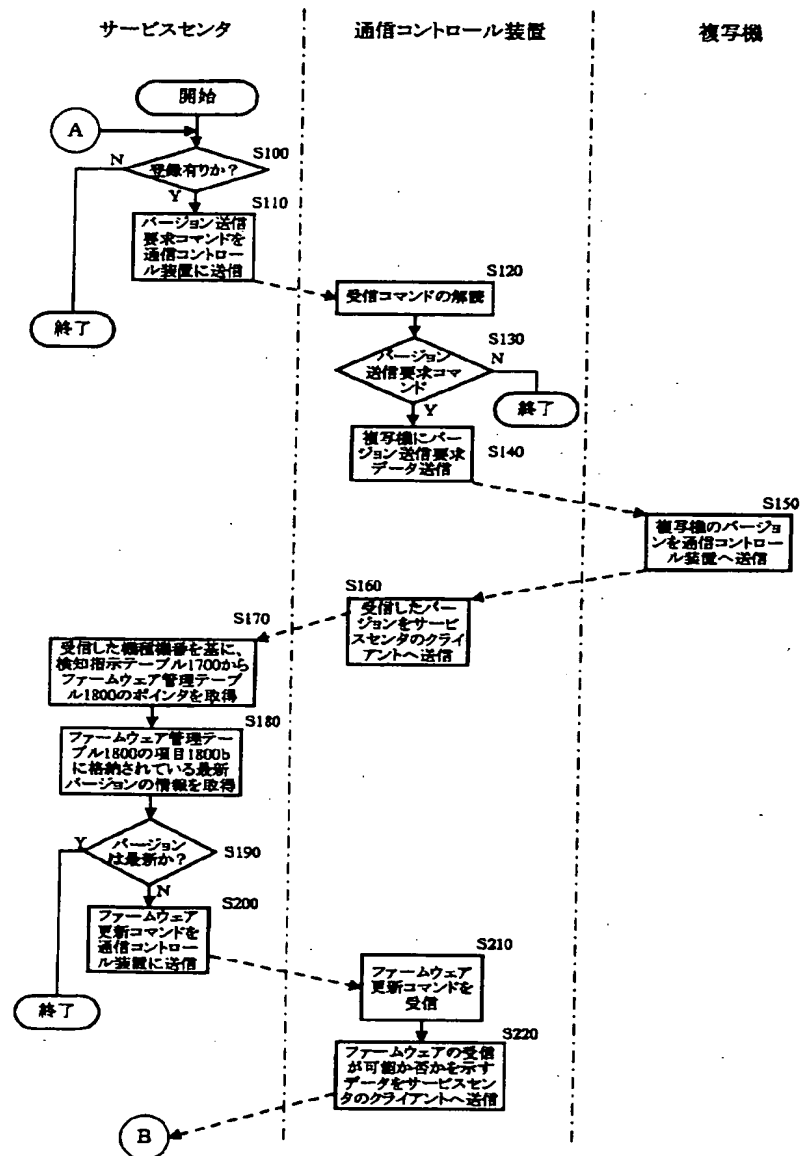 サービスセンタ
通信コントロール装置
複写機
開始
A
S100
N
登録有りか？
Y
S110
バージョン送信
要求コマンドを
通信コントロー
ル装置に送信
終了
S120
受信コマンドの解読
S130
バージョン
送信要求コマ
ンド
N
Y
終了
複写機にバー
ジョン送信要求
データ送信
S140
S150
複写機のバージョ
ンを通信コントロー
ル装置へ送信
S160
受信したバー
ジョンをサービ
スセンタのクラ
イアントへ送信
S170
受信した機種機番を基に、
検知指示テーブル1700から
ファームウェア管理テーブ
ル1800のポインタを取得
S180
ファームウェア管理テー
ブル1800の項目1800b
に格納されている最新
バージョンの情報を取得
Y
バージョン
は最新か？
S190
N
S200
ファームウェア
更新コマンドを
通信コントロー
ル装置に送信
終了
S210
ファームウェア
更新コマンドを
受信
S220
ファームウェアの受信
が可能か否かを示す
データをサービスセン
タのクライアントへ送信
B